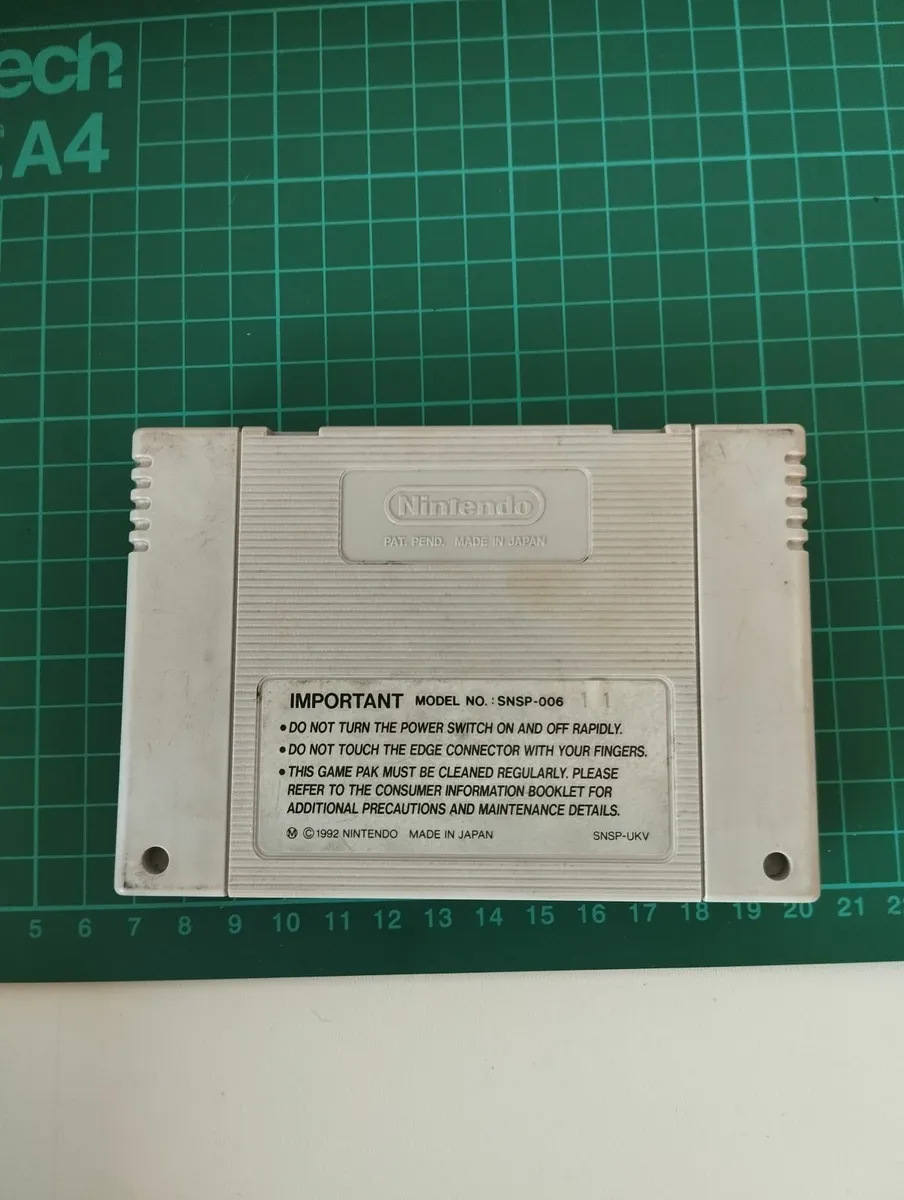 ech
A4
Nintendo
PAT. PEND. MADE IN JAPAN
IMPORTANT MODEL NO.: SNSP-006 11
• DO NOT TURN THE POWER SWITCH ON AND OFF RAPIDLY.
• DO NOT TOUCH THE EDGE CONNECTOR WITH YOUR FINGERS.
• THIS GAME PAK MUST BE CLEANED REGULARLY. PLEASE
REFER TO THE CONSUMER INFORMATION BOOKLET FOR
ADDITIONAL PRECAUTIONS AND MAINTENANCE DETAILS.
Ⓜ © 1992 NINTENDO MADE IN JAPAN SNSP-UKV
5 6 7 8 9 10 11 12 13 14 15 16 17 18 19 20 21